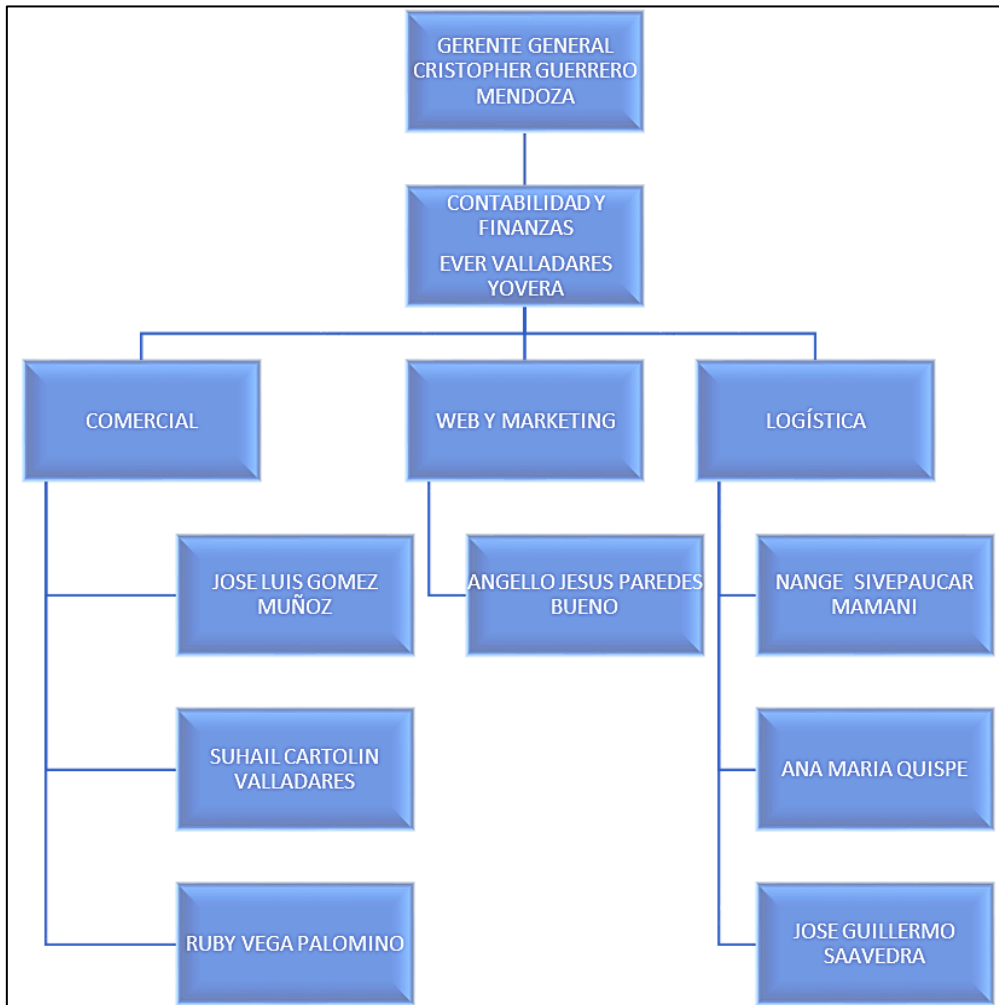 GERENTE GENERAL
CRISTOPHER GUERRERO
MENDOZA
CONTABILIDAD Y
FINANZAS
EVER VALLADARES
YOVERA
COMERCIAL
WEB Y MARKETING
LOGÍSTICA
JOSE LUIS GOMEZ
MUÑOZ
ANGELLO JESUS PAREDES
BUENO
NANGE SIVEPAUCAR
MAMANI
SUHAIL CARTOLIN
VALLADARES
ANA MARIA QUISPE
RUBY VEGA PALOMINO
JOSE GUILLERMO
SAAVEDRA